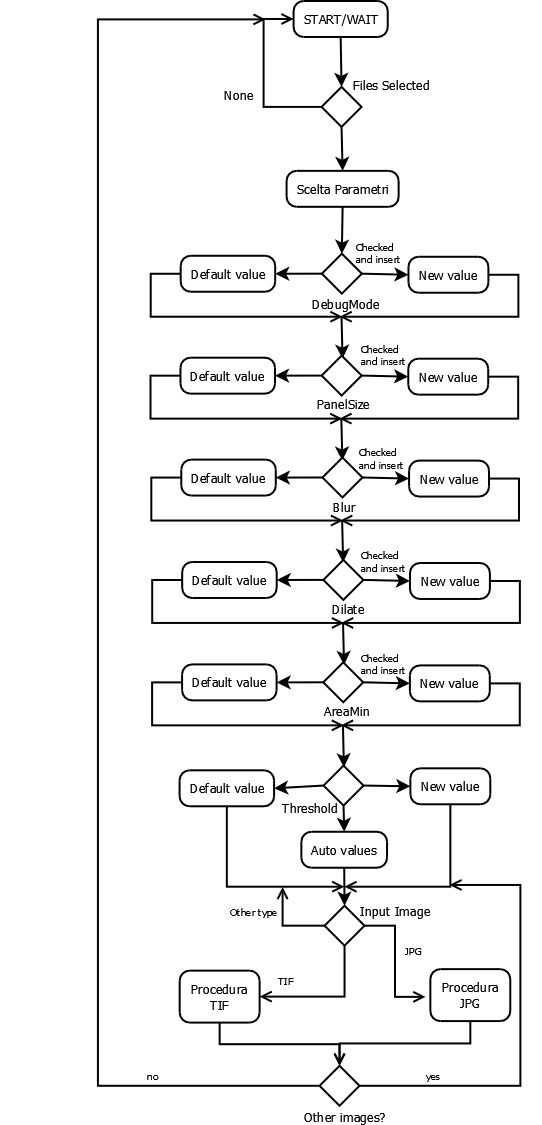 START/WAIT
Files Selected
None
Scelta Parametri
Checked
and insert
Default value
New value
DebugMode
Checked
and insert
Default value
New value
PanelSize
Checked
and insert
Default value
New value
Blur
Checked
and insert
Default value
New value
Dilate
Checked
and insert
Default value
New value
AreaMin
Default value
New value
Threshold
Auto values
Other type
Input Image
JPG
TIF
Procedura
TIF
Procedura
JPG
no
yes
Other images?